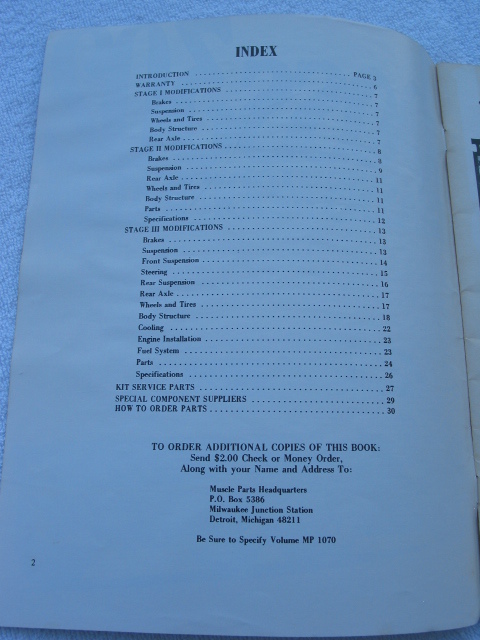 INDEX
INTRODUCTION PAGE 3
WARRANTY 6
STAGE I MODIFICATIONS 7
Brakes 7
Suspension 7
Wheels and Tires 7
Body Structure 7
Rear Axle 7
STAGE II MODIFICATIONS 8
Brakes 8
Suspension 9
Rear Axle 11
Wheels and Tires 11
Body Structure 11
Parts 11
Specifications 12
STAGE III MODIFICATIONS 13
Brakes 13
Suspension 13
Front Suspension 14
Steering 15
Rear Suspension 16
Rear Axle 17
Wheels and Tires 17
Body Structure 18
Cooling 22
Engine Installation 23
Fuel System 23
Parts 24
Specifications 26
KIT SERVICE PARTS 27
SPECIAL COMPONENT SUPPLIERS 29
HOW TO ORDER PARTS 30
TO ORDER ADDITIONAL COPIES OF THIS BOOK:
Send $2.00 Check or Money Order,
Along with your Name and Address To:
Muscle Parts Headquarters
P.O. Box 5386
Milwaukee Junction Station
Detroit, Michigan 48211
Be Sure to Specify Volume MP 1070
2